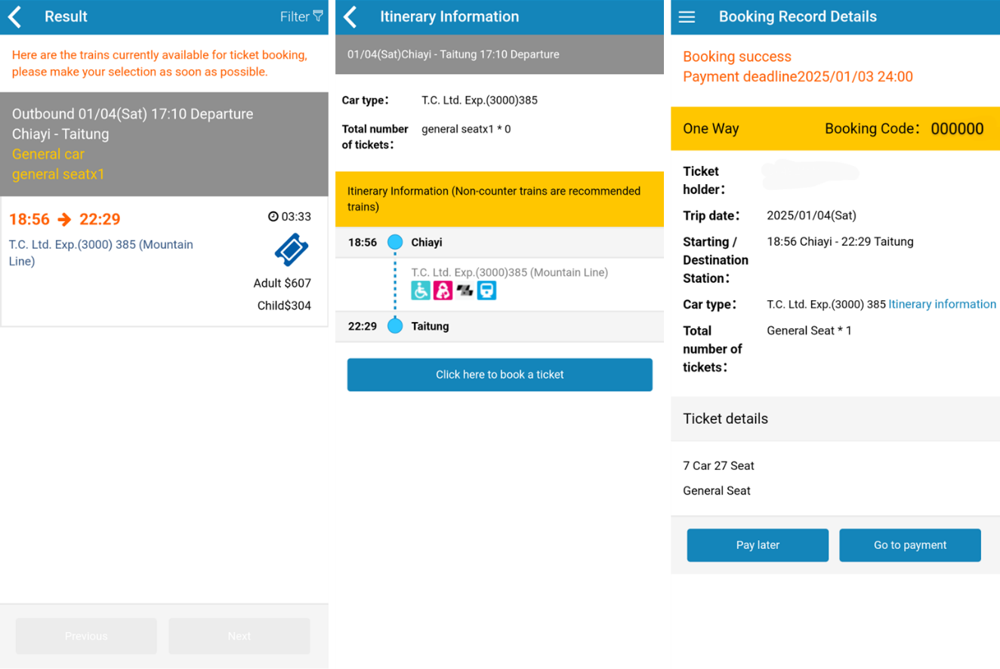 Result
Filter
Here are the trains currently available for ticket booking,
please make your selection as soon as possible.
Outbound 01/04(Sat) 17:10 Departure
Chiayi - Taitung
General car
general seatx1
18:56 → 22:29
03:33
T.C. Ltd. Exp.(3000) 385 (Mountain
Line)
Adult $607
Child$304
Previous
Next
Itinerary Information
01/04(Sat)Chiayi - Taitung 17:10 Departure
Car type： T.C. Ltd. Exp.(3000)385
Total number
of tickets：
general seatx1 * 0
Itinerary Information (Non-counter trains are recommended
trains)
18:56 Chiayi
T.C. Ltd. Exp.(3000)385 (Mountain Line)
22:29 Taitung
Click here to book a ticket
Booking Record Details
Booking success
Payment deadline2025/01/03 24:00
One Way
Booking Code： 000000
Ticket
holder：
Trip date： 2025/01/04(Sat)
Starting /
Destination
Station：
18:56 Chiayi - 22:29 Taitung
Car type： T.C. Ltd. Exp.(3000) 385 Itinerary information
Total
number of
tickets：
General Seat * 1
Ticket details
7 Car 27 Seat
General Seat
Pay later
Go to payment